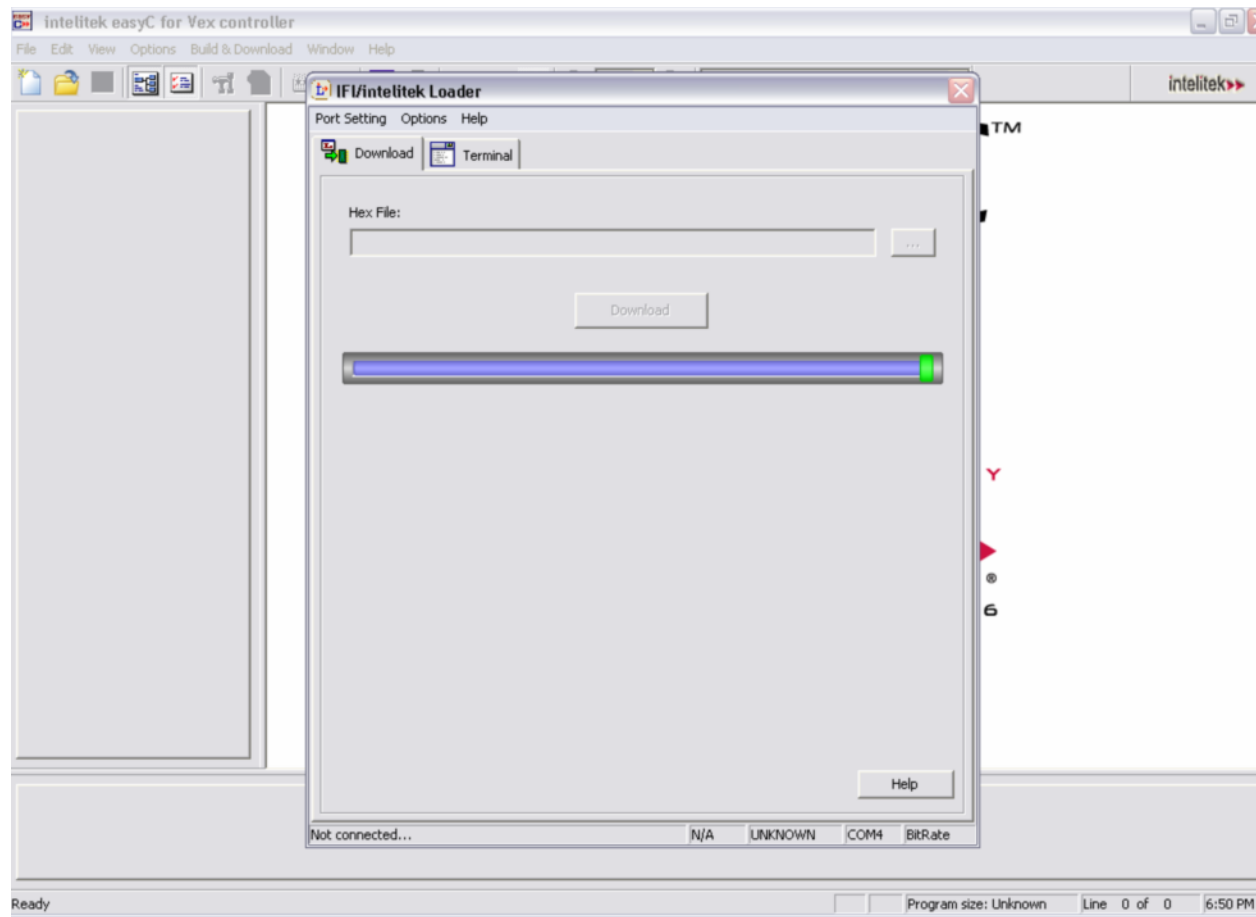 intelitek easyC for Vex controller
File Edit View Options Build & Download Window Help
intelitek
IFI/intelitek Loader
Port Setting Options Help
TM
Download Terminal
Hex File:
...
Download
Y
®
6
Help
Not connected... N/A UNKNOWN COM4 BitRate
Ready Program size: Unknown Line 0 of 0 6:50 PM